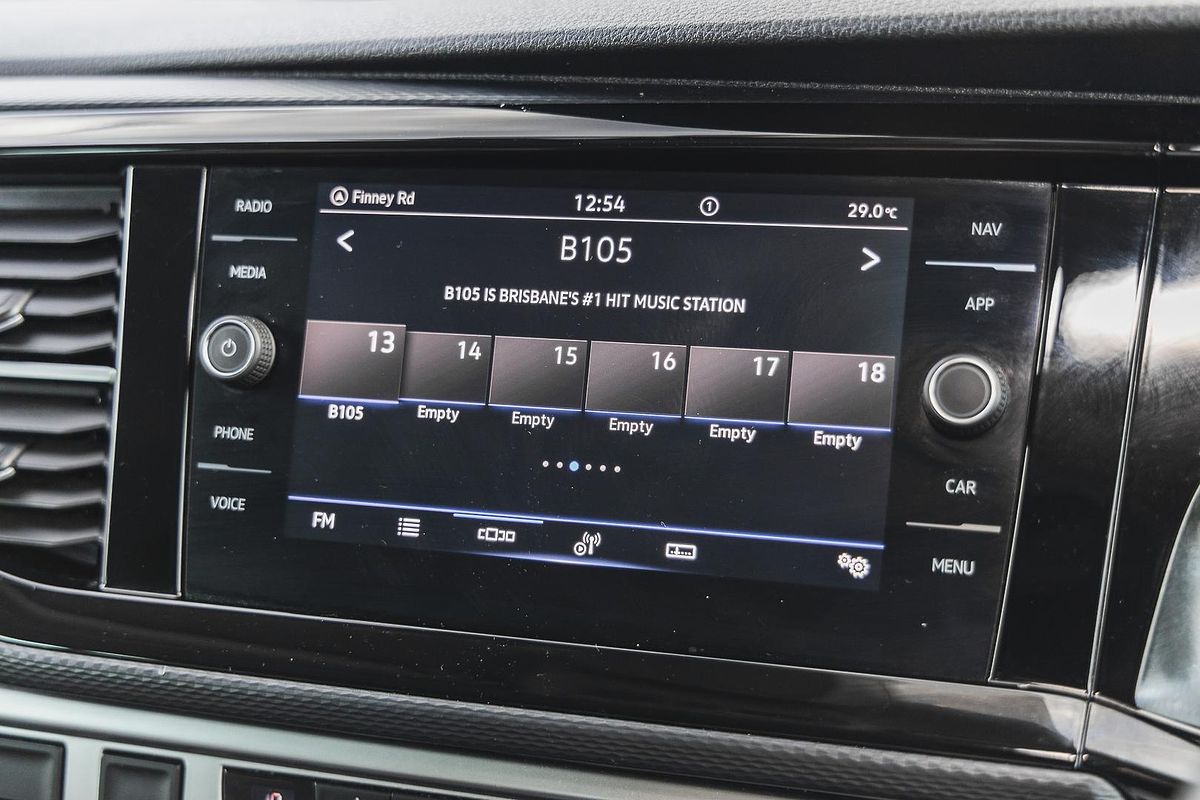 RADIO
MEDIA
PHONE
VOICE
Finney Rd 12:54 1 29.0°C
B105
B105 IS BRISBANE'S #1 HIT MUSIC STATION
13 14 15 16 17 18
B105 Empty Empty Empty Empty Empty
FM
NAV
APP
CAR
MENU